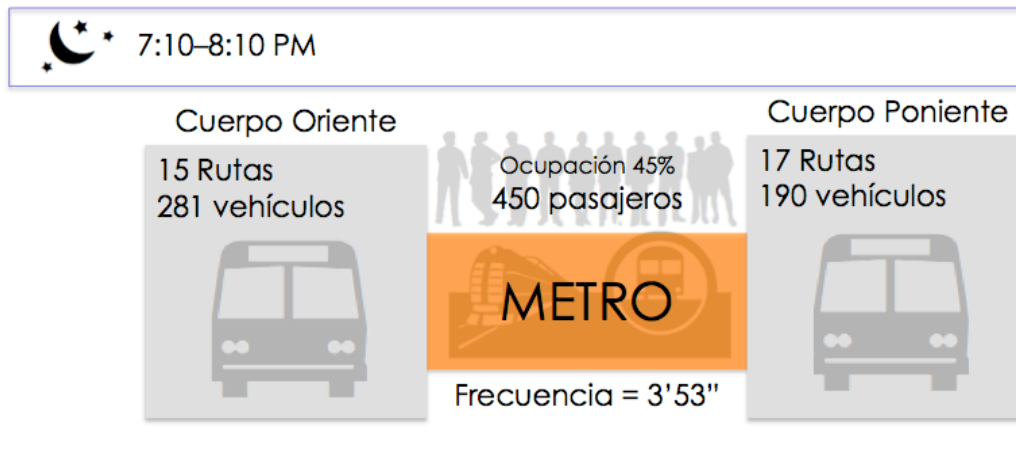 7:10–8:10 PM
Cuerpo Oriente
15 Rutas
281 vehículos
Ocupación 45%
450 pasajeros
METRO
Frecuencia = 3’53”
Cuerpo Poniente
17 Rutas
190 vehículos